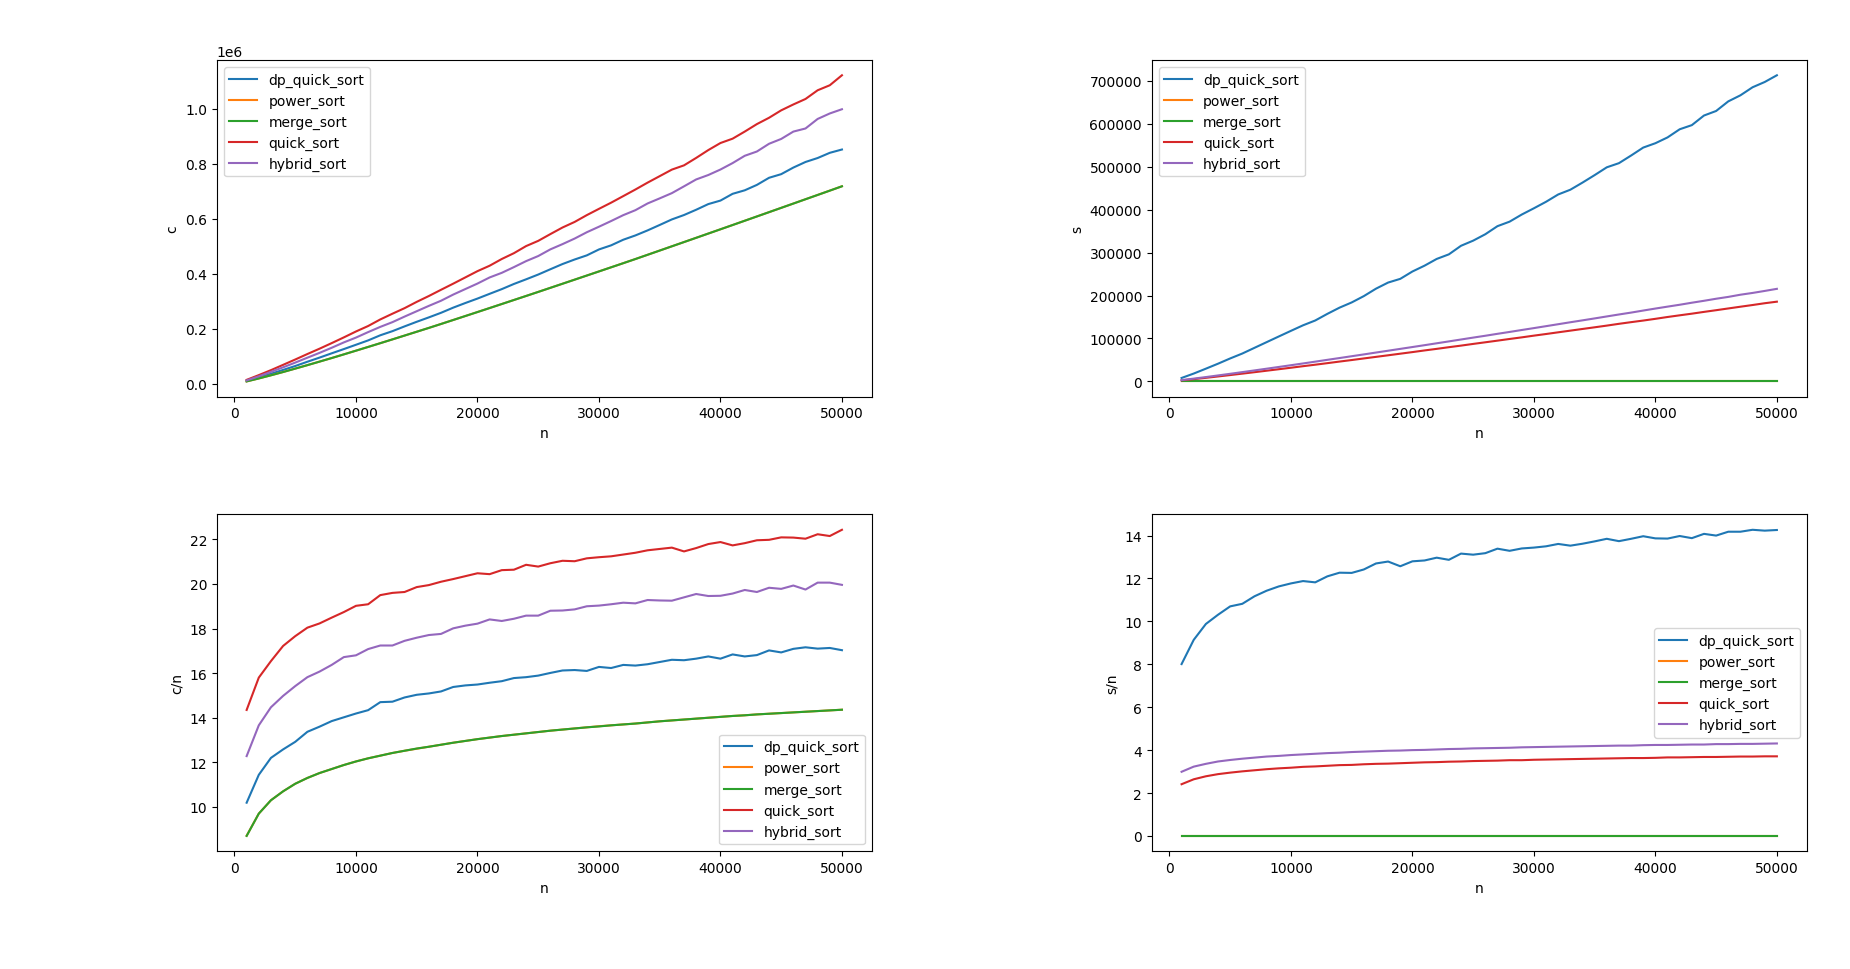 1e6
dp_quick_sort
power_sort
merge_sort
quick_sort
hybrid_sort
1.0
0.8
0.6
0.4
0.2
0.0
c
0 10000 20000 30000 40000 50000
n
dp_quick_sort
power_sort
merge_sort
quick_sort
hybrid_sort
700000
600000
500000
400000
300000
200000
100000
0
s
0 10000 20000 30000 40000 50000
n
22
20
18
16
14
12
10
c/n
dp_quick_sort
power_sort
merge_sort
quick_sort
hybrid_sort
0 10000 20000 30000 40000 50000
n
14
12
10
8
6
4
2
0
s/n
dp_quick_sort
power_sort
merge_sort
quick_sort
hybrid_sort
0 10000 20000 30000 40000 50000
n